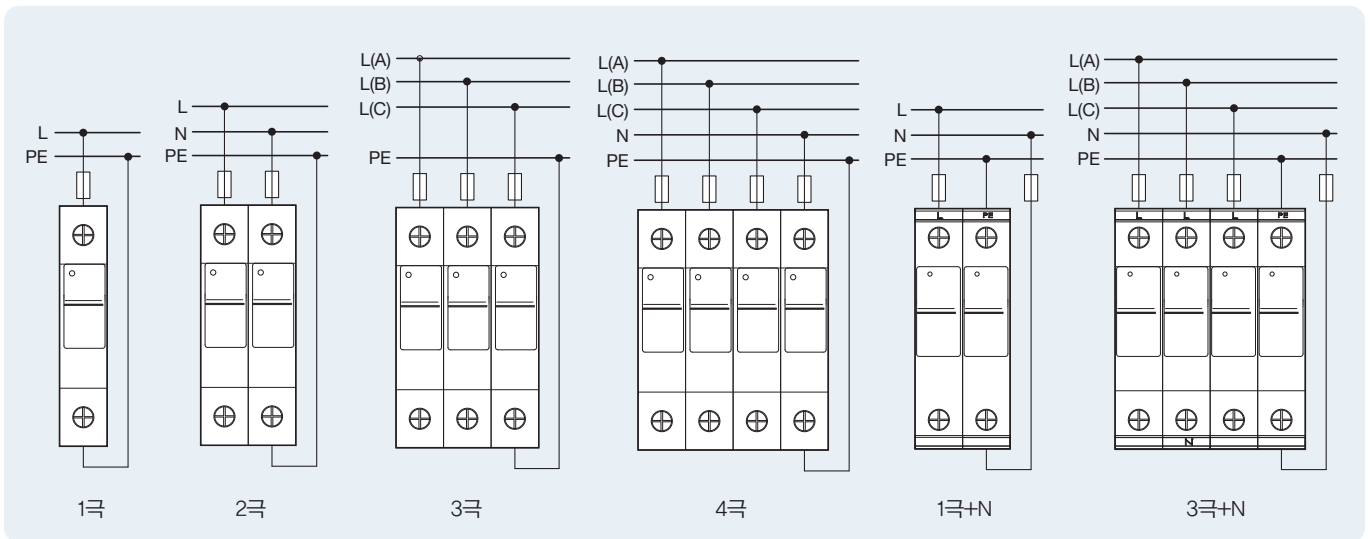 L
PE
1극
L
N
PE
2극
L(A)
L(B)
L(C)
PE
3극
L(A)
L(B)
L(C)
N
PE
4극
L
N
PE
L PE
1극+N
L(A)
L(B)
L(C)
N
PE
L L L PE
N
3극+N